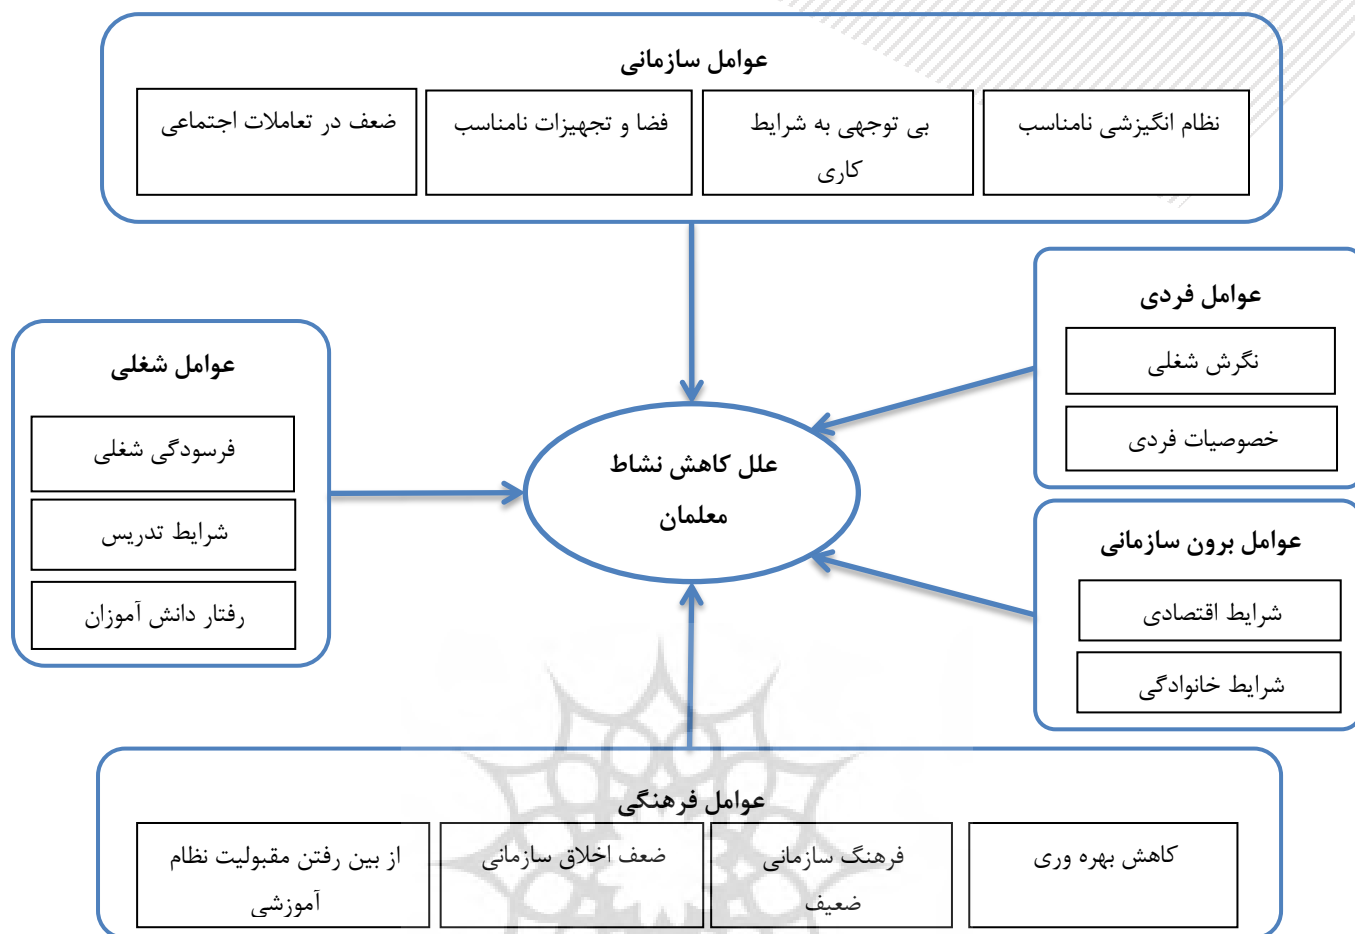 عوامل سازمانی
نظام انگیزشی نامناسب
بی توجهی به شرایط
کاری
فضا و تجهیزات نامناسب
ضعف در تعاملات اجتماعی
عوامل فردی
نگرش شغلی
خصوصیات فردی
عوامل شغلی
فرسودگی شغلی
شرایط تدریس
رفتار دانش آموزان
علل کاهش نشاط
معلمان
عوامل برون سازمانی
شرایط اقتصادی
شرایط خانوادگی
عوامل فرهنگی
کاهش بهره وری
فرهنگ سازمانی
ضعیف
ضعف اخلاق سازمانی
از بین رفتن مقبولیت نظام
آموزشی